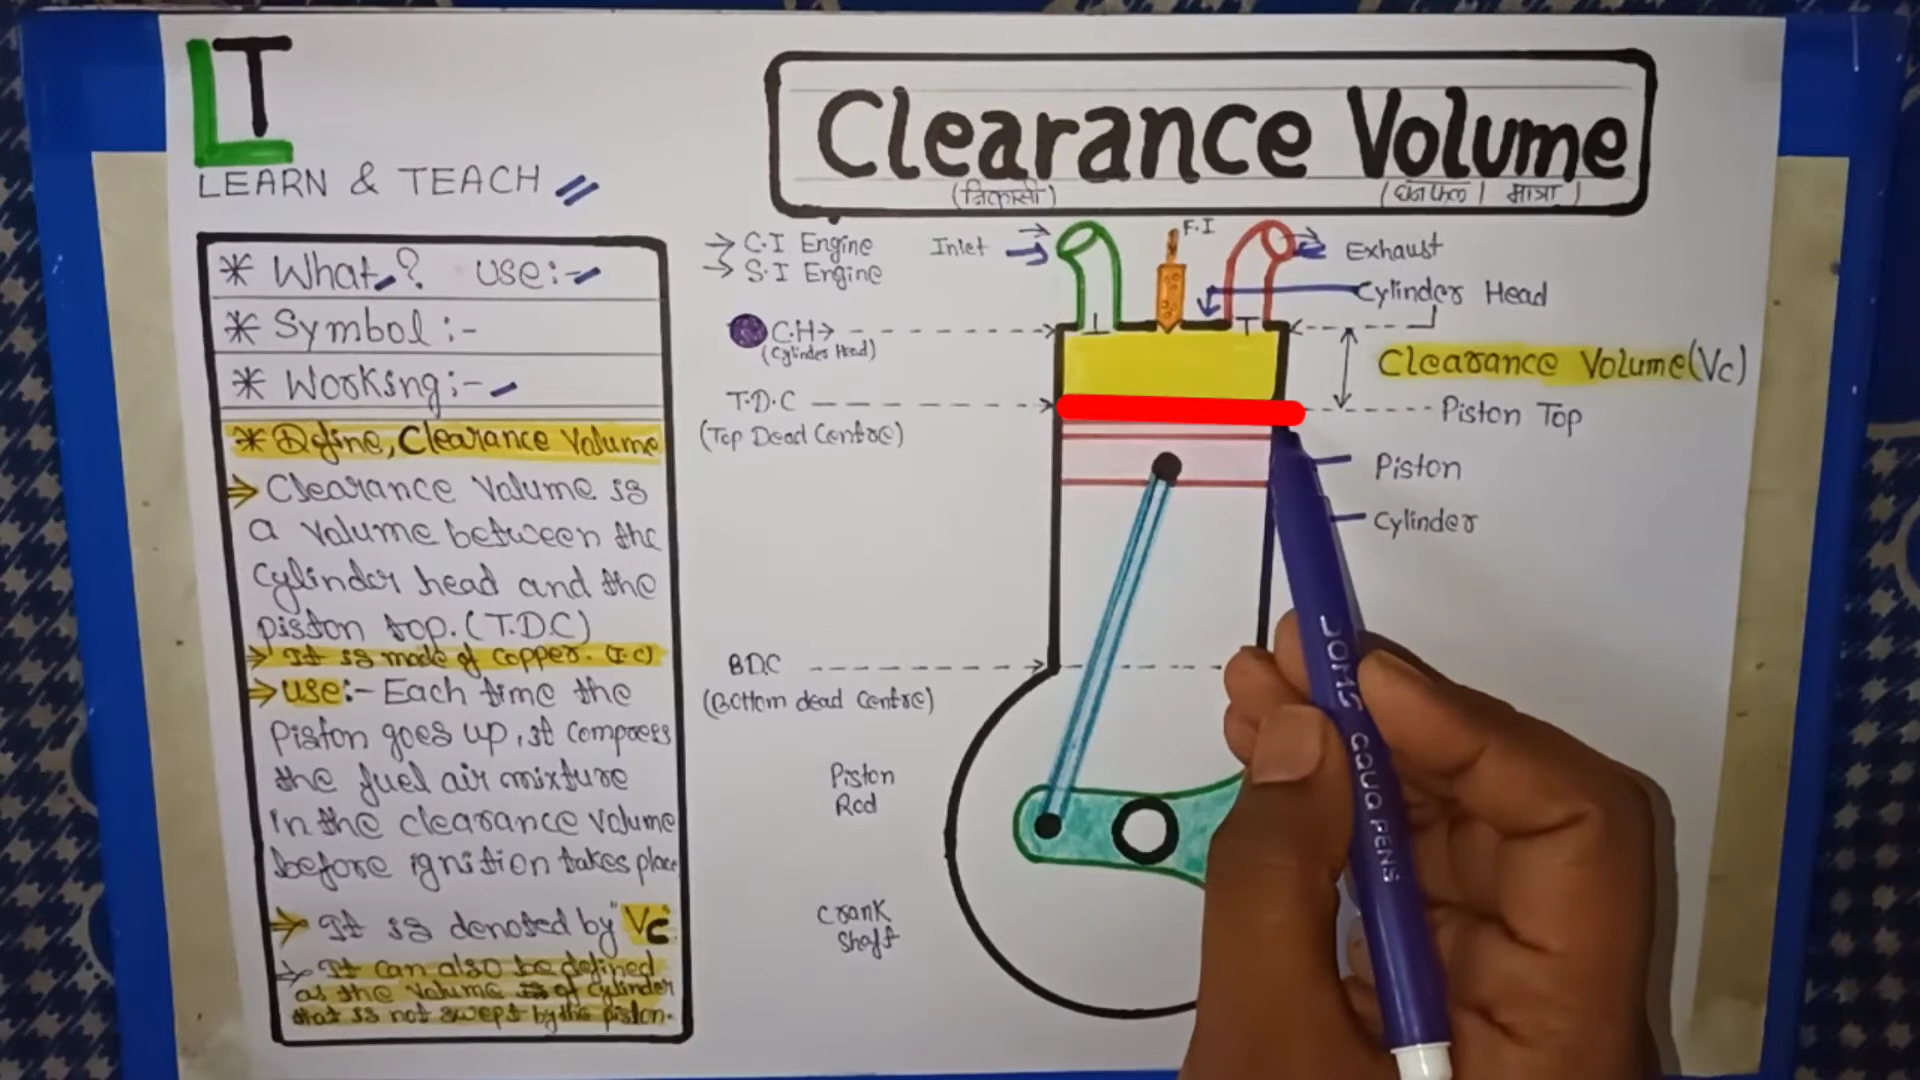 LT
LEARN & TEACH
Clearance Volume
(निकासी) (घनफल / मात्रा)
* What? use:-
* Symbol:-
* Working:-
* Define, Clearance Volume
→ Clearance Volume is
a volume between the
cylinder head and the
piston top. (T.D.C)
→ It is made of copper. (I.C)
→ use:- Each time the
Piston goes up, it compress
the fuel air mixture
in the clearance volume
before ignition takes place
→ It is denoted by "Vc"
→ It can also be defined
as the volume of cylinder
that is not swept by the piston.
→ C.I Engine
→ S.I Engine
Inlet
F.I
Exhaust
Cylinder Head
C.H→
(Cylinder Head)
Clearance Volume(Vc)
T.D.C
(Top Dead Centre)
Piston Top
Piston
Cylinder
B.D.C
(Bottom dead Centre)
Piston
Rod
Crank
Shaft
DOMS AQUA PENS